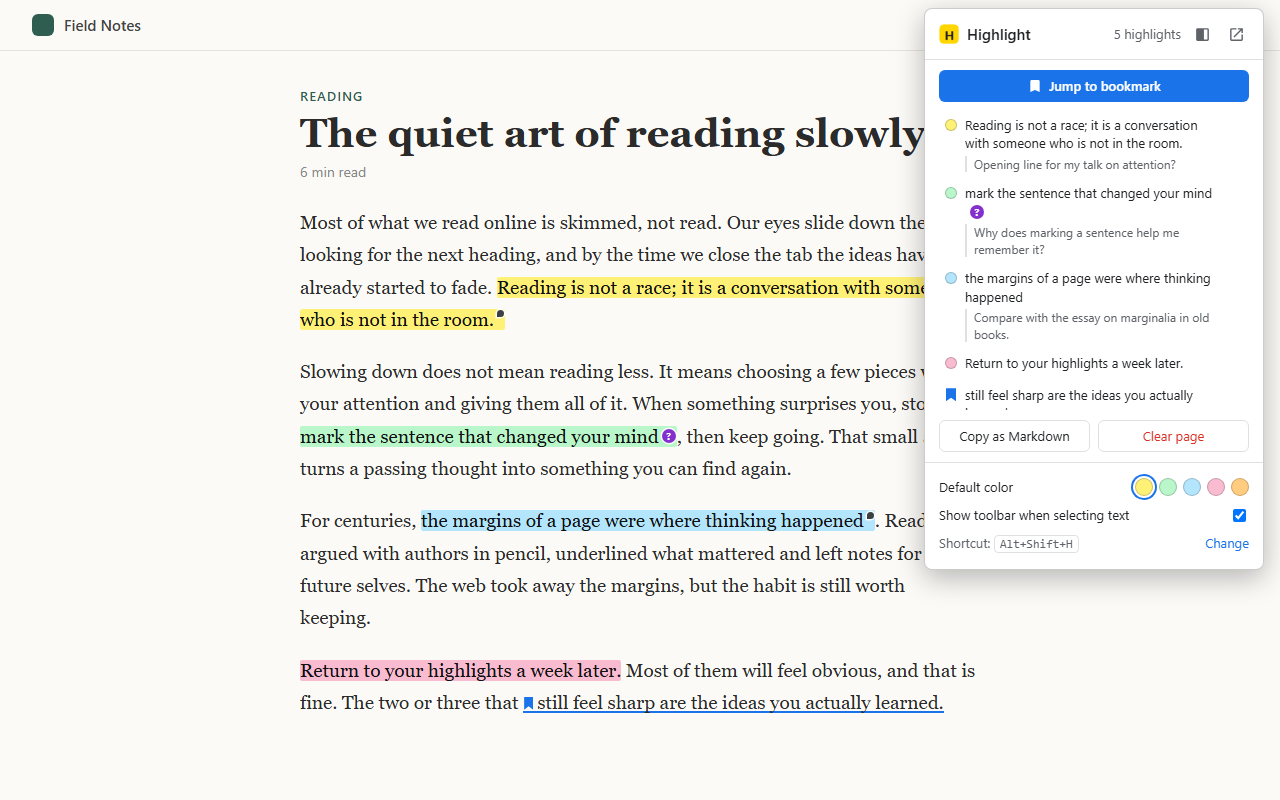 Field Notes
READING
The quiet art of reading slowly
6 min read
Most of what we read online is skimmed, not read. Our eyes slide down the
looking for the next heading, and by the time we close the tab the ideas
already started to fade. Reading is not a race; it is a conversation with
who is not in the room.
Slowing down does not mean reading less. It means choosing a few pieces
your attention and giving them all of it. When something surprises you,
mark the sentence that changed your mind ?, then keep going. That small
turns a passing thought into something you can find again.
For centuries, the margins of a page were where thinking happened.
argued with authors in pencil, underlined what mattered and left notes for
future selves. The web took away the margins, but the habit is still worth
keeping.
Return to your highlights a week later. Most of them will feel obvious, and that is
fine. The two or three that still feel sharp are the ideas you actually learned.
H Highlight 5 highlights
Jump to bookmark
Reading is not a race; it is a conversation
with someone who is not in the room.
Opening line for my talk on attention?
mark the sentence that changed your mind
?
Why does marking a sentence help me
remember it?
the margins of a page were where thinking
happened
Compare with the essay on marginalia in old
books.
Return to your highlights a week later.
still feel sharp are the ideas you actually
Copy as Markdown Clear page
Default color
Show toolbar when selecting text
Shortcut: Alt+Shift+H Change